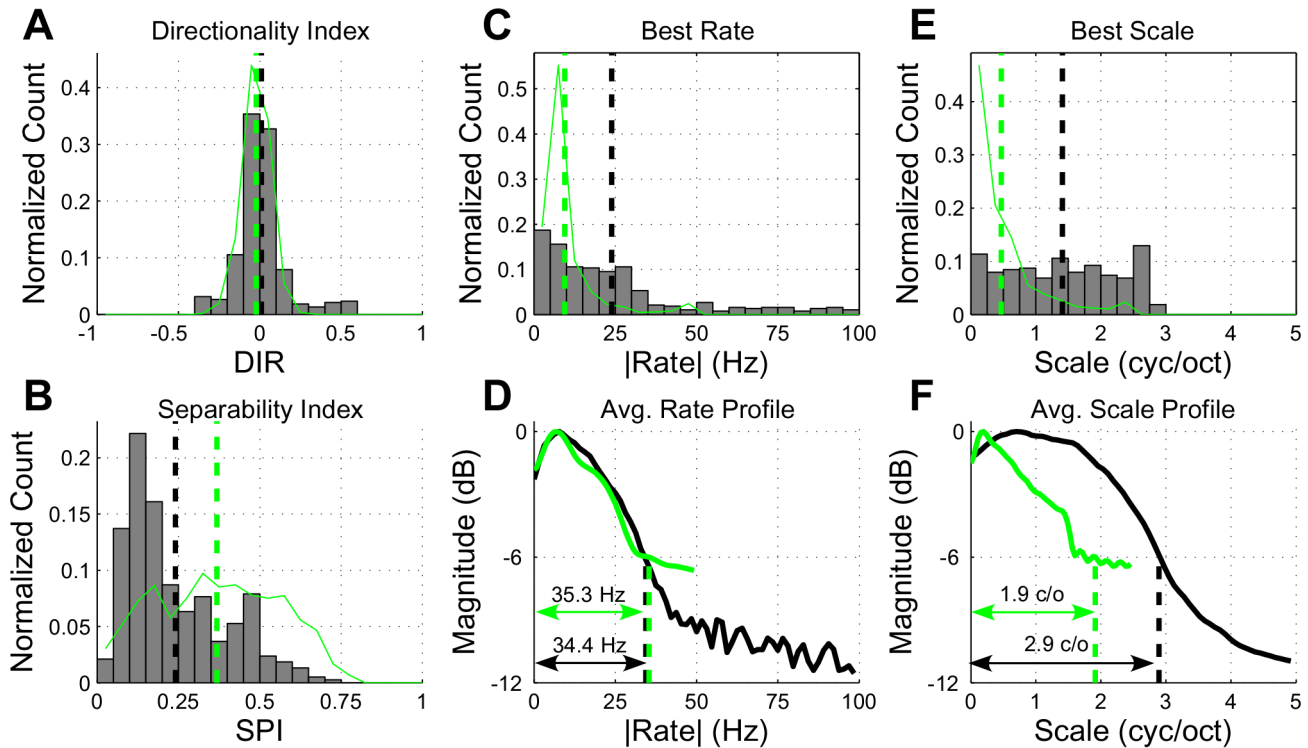 A
Directionality Index
Normalized Count
0.4
0.3
0.2
0.1
0
-1
-0.5
0
0.5
1
DIR
B
Separability Index
Normalized Count
0.2
0.15
0.1
0.05
0
0
0.25
0.5
0.75
1
SPI
C
Best Rate
Normalized Count
0.5
0.4
0.3
0.2
0.1
0
0
25
50
75
100
|Rate| (Hz)
D
Avg. Rate Profile
Magnitude (dB)
0
-6
-12
35.3 Hz
34.4 Hz
0
25
50
75
100
|Rate| (Hz)
E
Best Scale
Normalized Count
0.4
0.3
0.2
0.1
0
0
1
2
3
4
5
Scale (cyc/oct)
F
Avg. Scale Profile
Magnitude (dB)
0
-6
-12
1.9 c/o
2.9 c/o
0
1
2
3
4
5
Scale (cyc/oct)